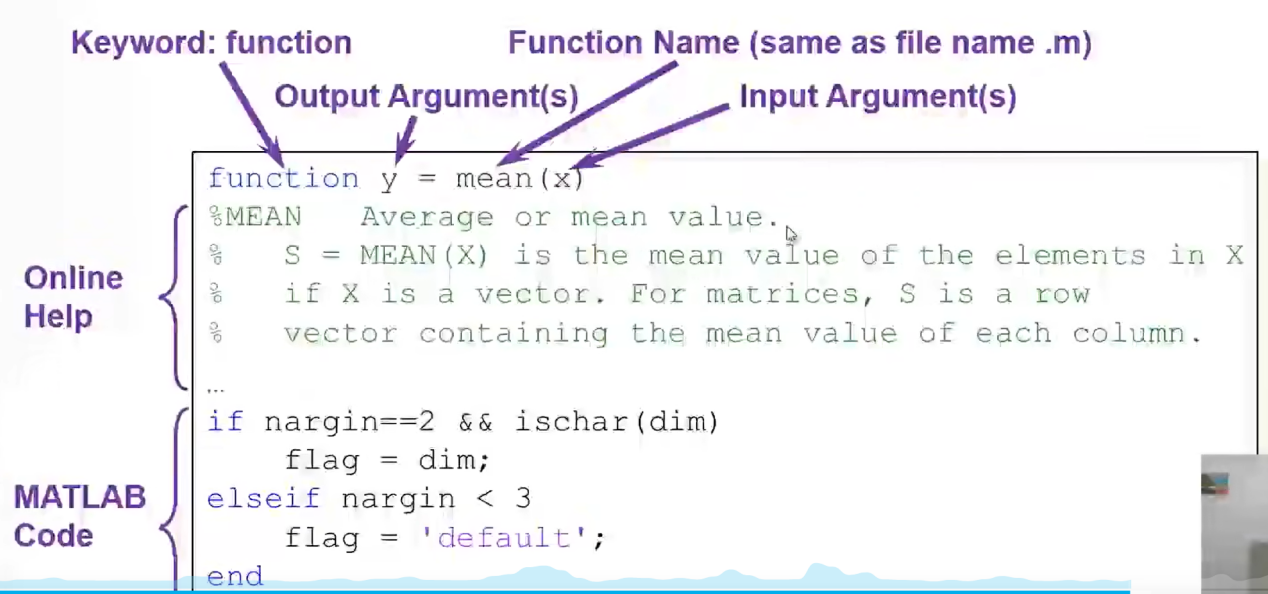 Keyword: function
Function Name (same as file name .m)
Output Argument(s)
Input Argument(s)
function y = mean(x)
%MEAN   Average or mean value.
%   S = MEAN(X) is the mean value of the elements in X
%   if X is a vector. For matrices, S is a row
%   vector containing the mean value of each column.
...
Online
Help
if nargin==2 && ischar(dim)
    flag = dim;
elseif nargin < 3
    flag = 'default';
end
MATLAB
Code